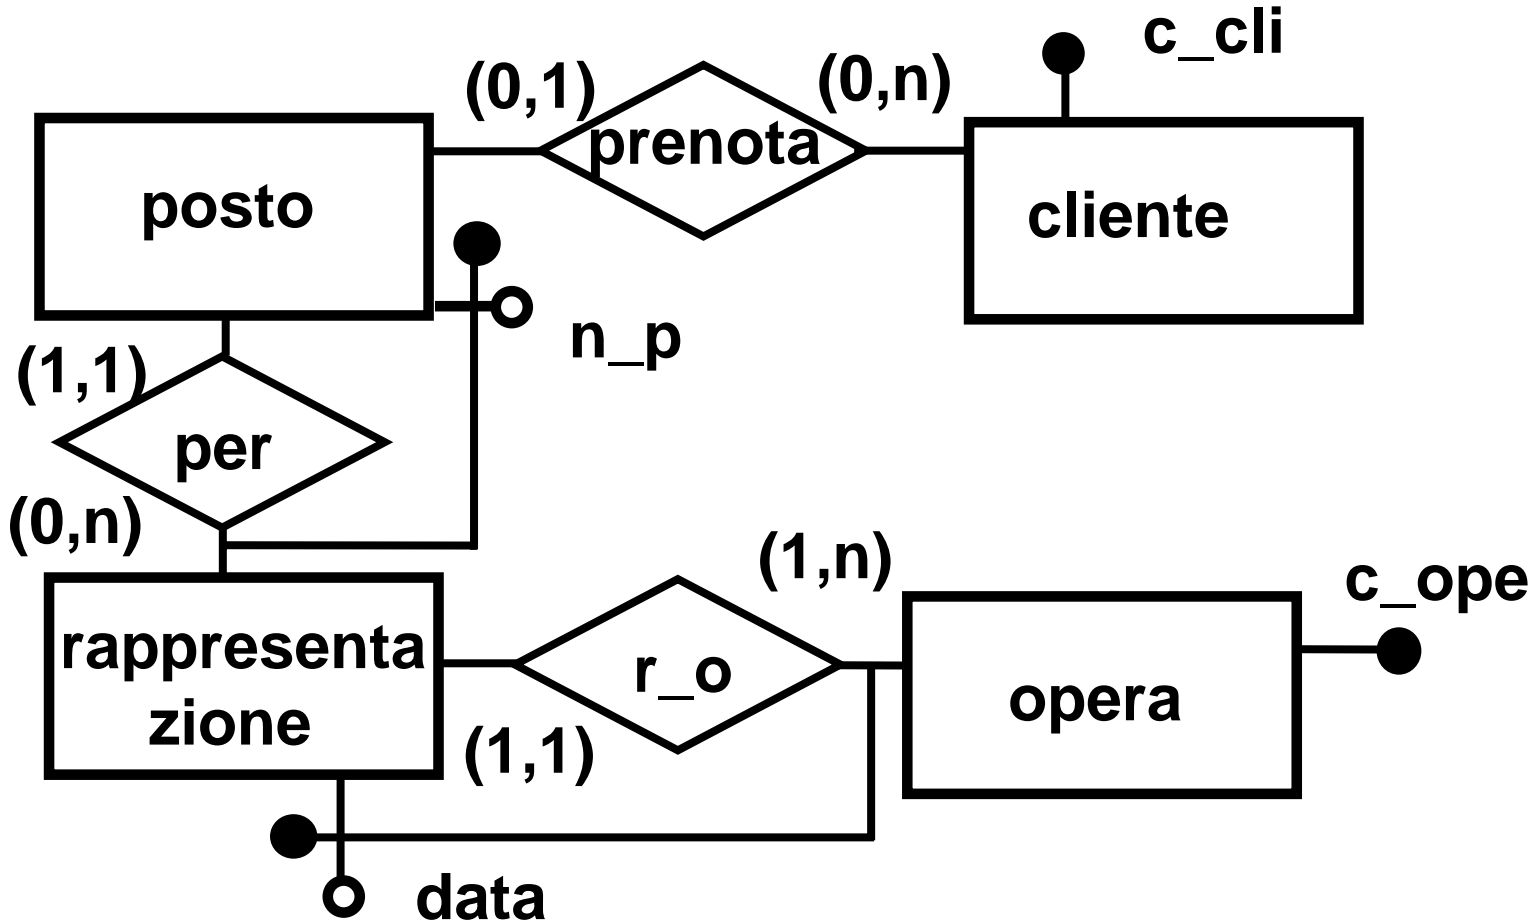 c_cli
(0,1)
(0,n)
prenota
posto
cliente
n_p
(1,1)
per
(0,n)
(1,n)
c_ope
rappresenta
zione
r_o
opera
(1,1)
data